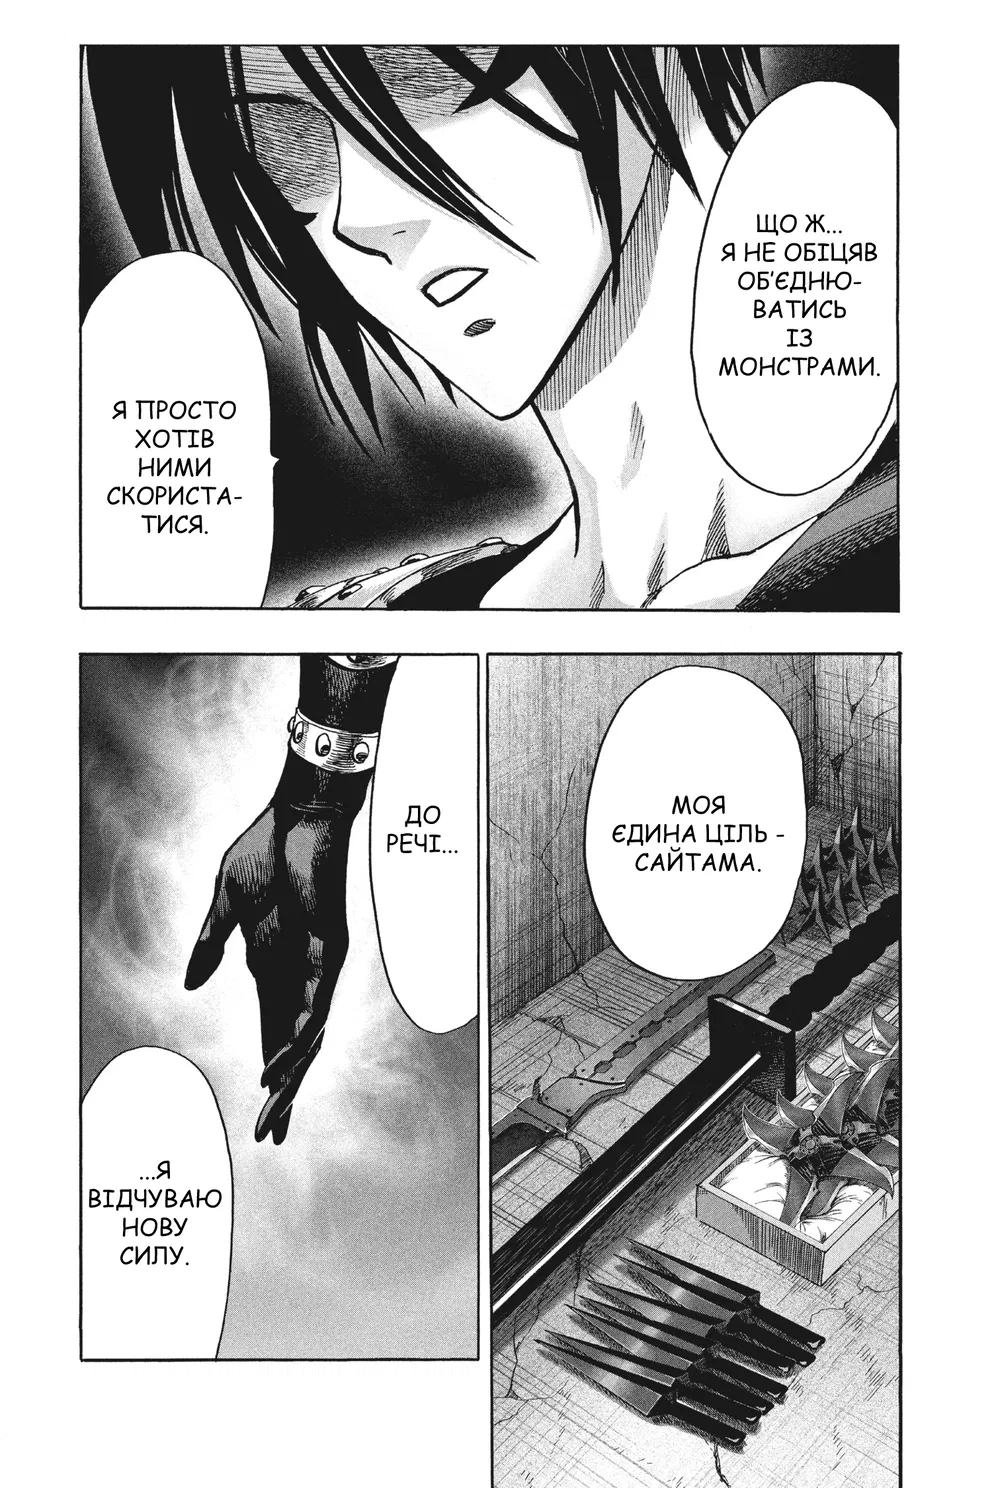 ЩО Ж...
Я НЕ ОБІЦЯВ
ОБ'ЄДНЮ-
ВАТИСЬ
ІЗ
МОНСТРАМИ.
Я ПРОСТО
ХОТІВ
НИМИ
СКОРИСТА-
ТИСЯ.
МОЯ
ЄДИНА ЦІЛЬ -
САЙТАМА.
ДО
РЕЧІ...
...Я
ВІДЧУВАЮ
НОВУ
СИЛУ.